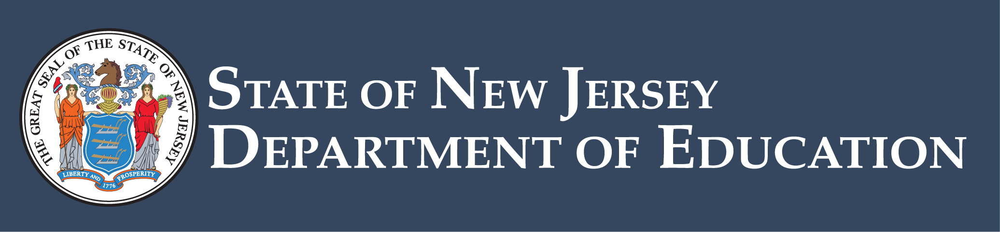 THE GREAT SEAL OF THE STATE OF NEW JERSEY
LIBERTY AND PROSPERITY
1776
STATE OF NEW JERSEY
DEPARTMENT OF EDUCATION